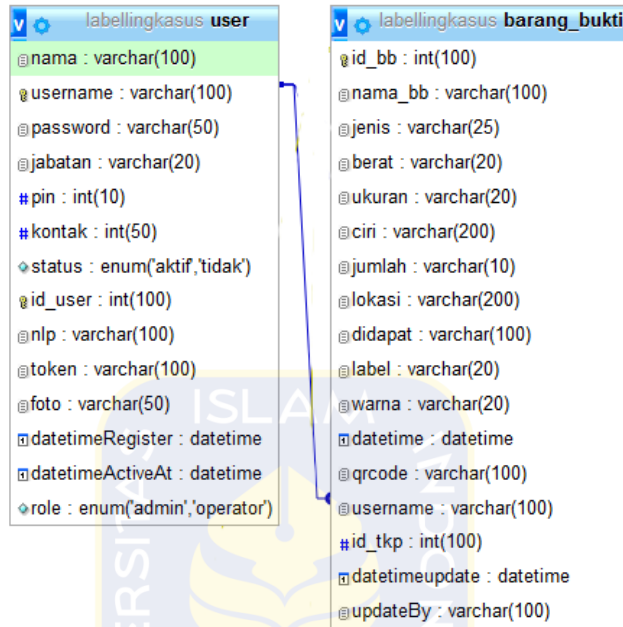 labellingkasus user
nama : varchar(100)
username : varchar(100)
password : varchar(50)
jabatan : varchar(20)
# pin : int(10)
# kontak : int(50)
status : enum('aktif','tidak')
id_user : int(100)
nlp : varchar(100)
token : varchar(100)
foto : varchar(50)
datetimeRegister : datetime
datetimeActiveAt : datetime
role : enum('admin','operator')
labellingkasus barang_bukti
id_bb : int(100)
nama_bb : varchar(100)
jenis : varchar(25)
berat : varchar(20)
ukuran : varchar(20)
ciri : varchar(200)
jumlah : varchar(10)
lokasi : varchar(200)
didapat : varchar(100)
label : varchar(20)
warna : varchar(20)
datetime : datetime
qrcode : varchar(100)
username : varchar(100)
# id_tkp : int(100)
datetimeupdate : datetime
updateBy : varchar(100)
ISLAM